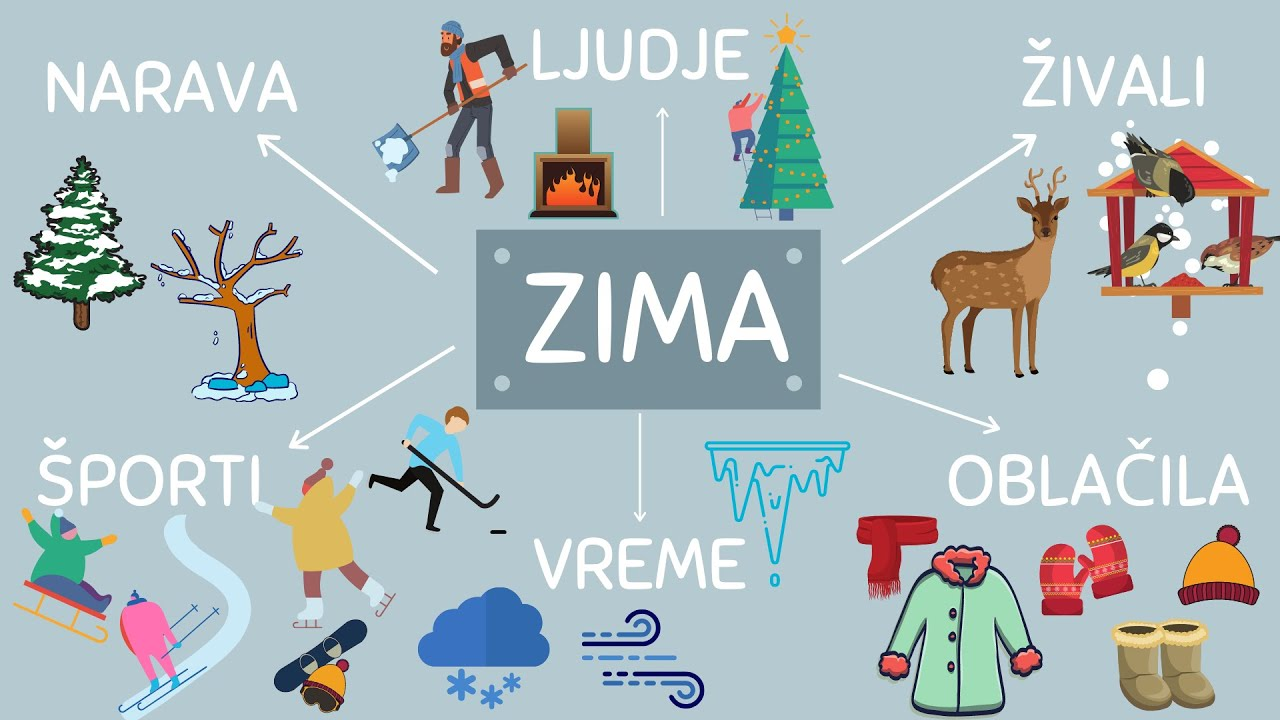 NARAVA
LJUDJE
ŽIVALI
ZIMA
ŠPORTI
VREME
OBLAČILA